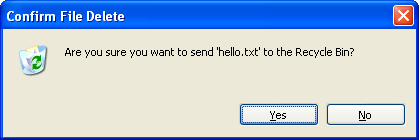 Confirm File Delete
Are you sure you want to send 'hello.txt' to the Recycle Bin?
Yes No